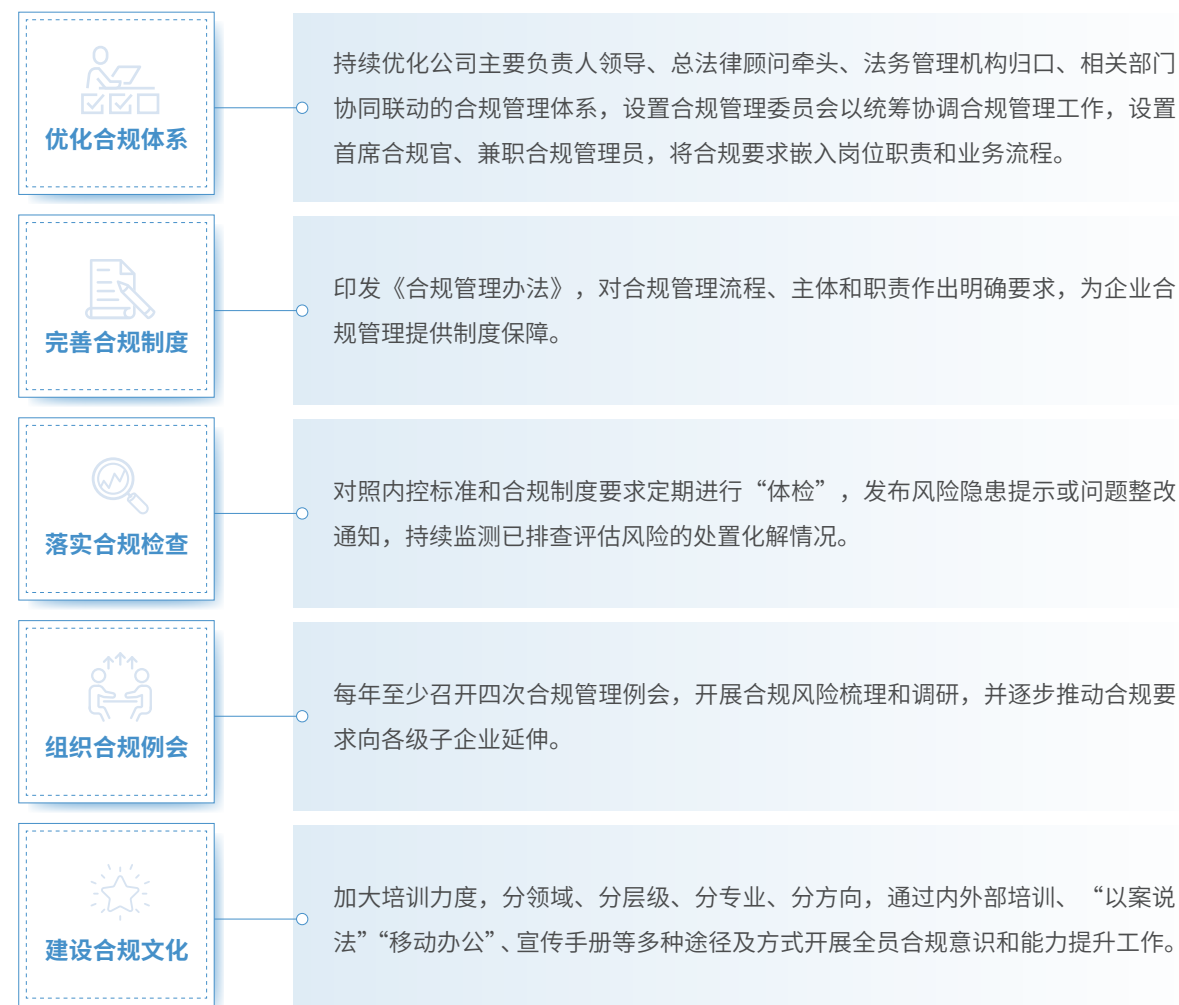 优化合规体系
持续优化公司主要负责人领导、总法律顾问牵头、法务管理机构归口、相关部门
协同联动的合规管理体系，设置合规管理委员会以统筹协调合规管理工作，设置
首席合规官、兼职合规管理员，将合规要求嵌入岗位职责和业务流程。
完善合规制度
印发《合规管理办法》，对合规管理流程、主体和职责作出明确要求，为企业合
规管理提供制度保障。
落实合规检查
对照内控标准和合规制度要求定期进行“体检”，发布风险隐患提示或问题整改
通知，持续监测已排查评估风险的处置化解情况。
组织合规例会
每年至少召开四次合规管理例会，开展合规风险梳理和调研，并逐步推动合规要
求向各级子企业延伸。
建设合规文化
加大培训力度，分领域、分层级、分专业、分方向，通过内外部培训、“以案说
法”“移动办公”、宣传手册等多种途径及方式开展全员合规意识和能力提升工作。